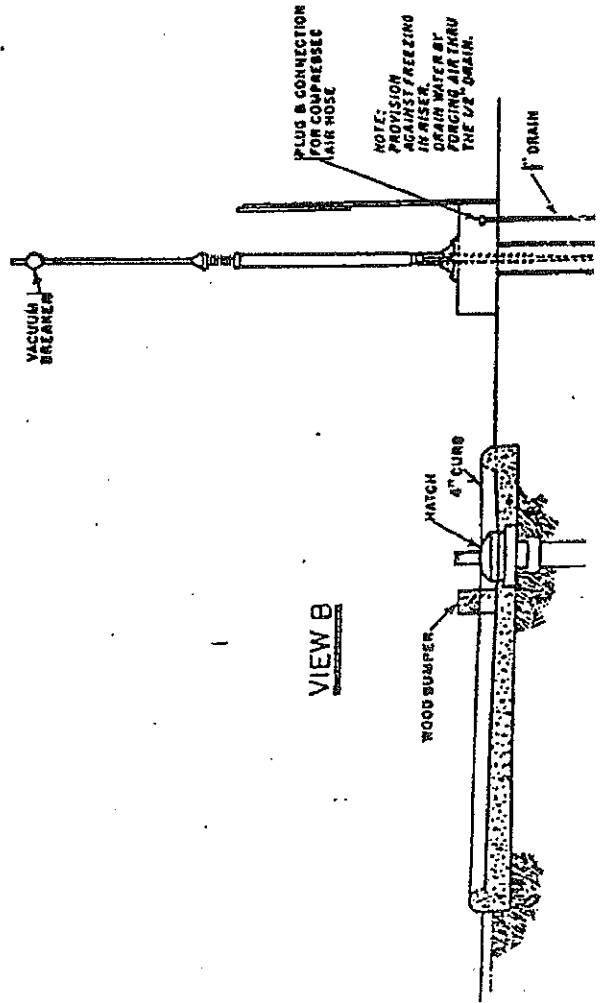 VACUUM
BREAKER
PLUG & CONNECTION
FOR COMPRESSED
AIR HOSE
NOTE:
PROVISION
AGAINST FREEZING
IN RISER.
DRAIN WATER BY
FORCING AIR THRU
THE 1/2" DRAIN.
DRAIN
VIEW B
WOOD BUMPER
HATCH
4" CURB